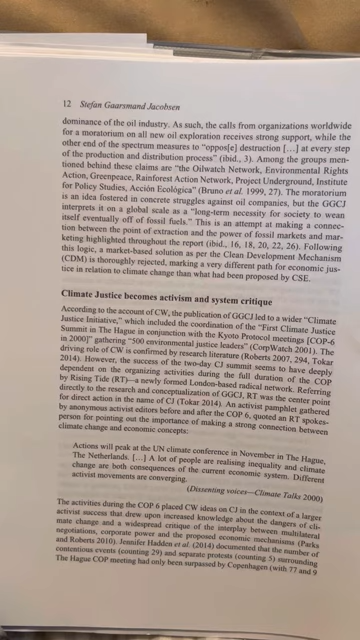 12 Stefan Gaarsmand Jacobsen
dominance of the oil industry. As such, the calls from organizations worldwide
for a moratorium on all new oil exploration receives strong support, while the
other end of the spectrum measures to “oppos[e] destruction […] at every step
of the production and distribution process” (ibid., 3). Among the groups men-
tioned behind these claims are “the Oilwatch Network, Environmental Rights
Action, Greenpeace, Rainforest Action Network, Project Underground, Institute
for Policy Studies, Acción Ecológica” (Bruno et al. 1999, 27). The moratorium
is an idea fostered in concrete struggles against oil companies, but the GGCJ
interprets it on a global scale as a “long-term necessity for society to wean
itself eventually off of fossil fuels.” This is an attempt at making a connec-
tion between the point of extraction and the power of fossil markets and mar-
keting highlighted throughout the report (ibid., 16, 18, 20, 22, 26). Following
this logic, a market-based solution as per the Clean Development Mechanism
(CDM) is thoroughly rejected, marking a very different path for economic jus-
tice in relation to climate change than what had been proposed by CSE.
Climate Justice becomes activism and system critique
According to the account of CW, the publication of GGCJ led to a wider “Climate
Justice Initiative,” which included the coordination of the “First Climate Justice
Summit in The Hague in conjunction with the Kyoto Protocol meetings [COP-6
in 2000]” gathering “500 environmental justice leaders” (CorpWatch 2001). The
driving role of CW is confirmed by research literature (Roberts 2007, 294, Tokar
2014). However, the success of the two-day CJ summit seems to have deeply
dependent on the organizing activities during the full duration of the COP
by Rising Tide (RT)—a newly formed London-based radical network. Referring
directly to the research and conceptualization of GGCJ, RT was the center point
for direct action in the name of CJ (Tokar 2014). An activist pamphlet gathered
by anonymous activist editors before and after the COP 6, quoted an RT spokes-
person for pointing out the importance of making a strong connection between
climate change and economic concepts:
Actions will peak at the UN climate conference in November in The Hague,
The Netherlands. […] A lot of people are realising inequality and climate
change are both consequences of the current economic system. Different
activist movements are converging.
(Dissenting voices—Climate Talks 2000)
The activities during the COP 6 placed CW ideas on CJ in the context of a larger
activist success that drew upon increased knowledge about the dangers of cli-
mate change and a widespread critique of the interplay between multilateral
negotiations, corporate power and the proposed economic mechanisms (Parks
and Roberts 2010). Jennifer Hadden et al. (2014) documented that the number of
contentious events (counting 29) and separate protests (counting 5) surrounding
The Hague COP meeting had only been surpassed by Copenhagen (with 77 and 9